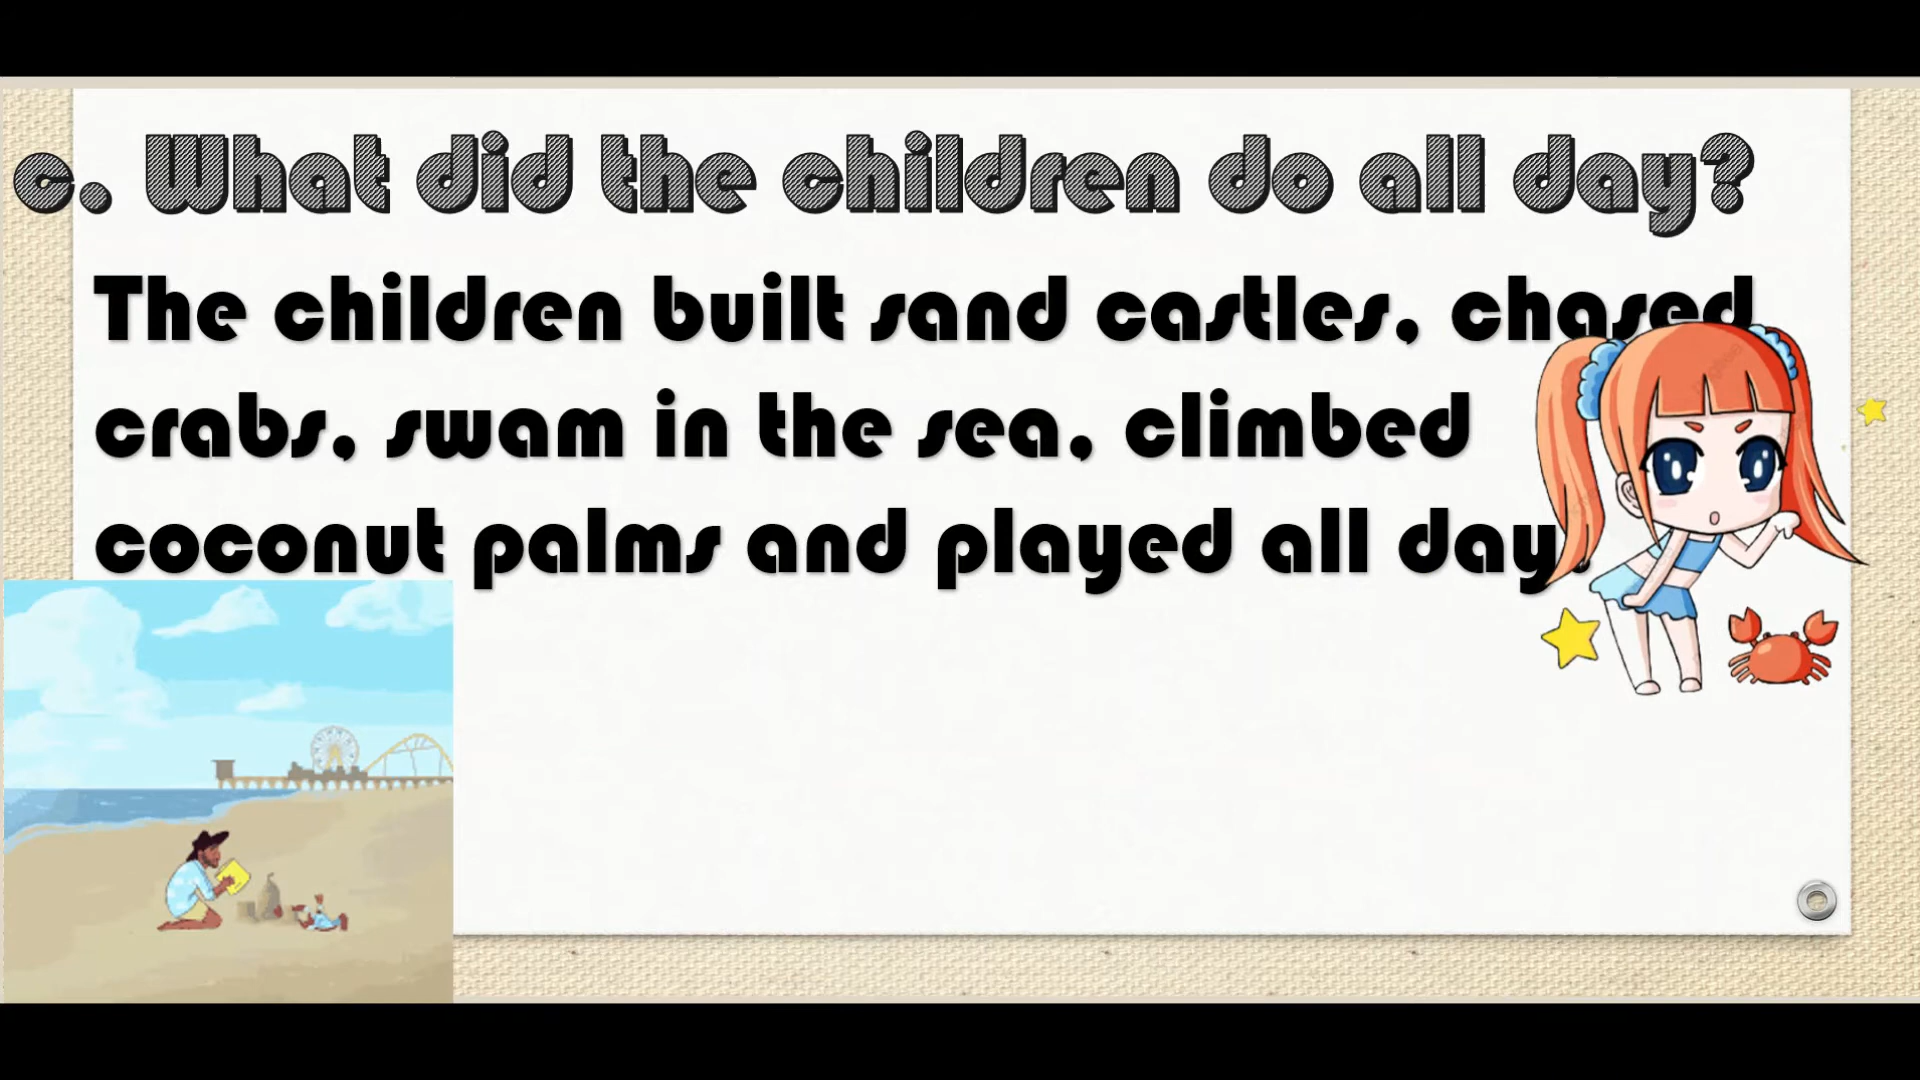 c. What did the children do all day?
The children built sand castles, chased
crabs, swam in the sea, climbed
coconut palms and played all day.